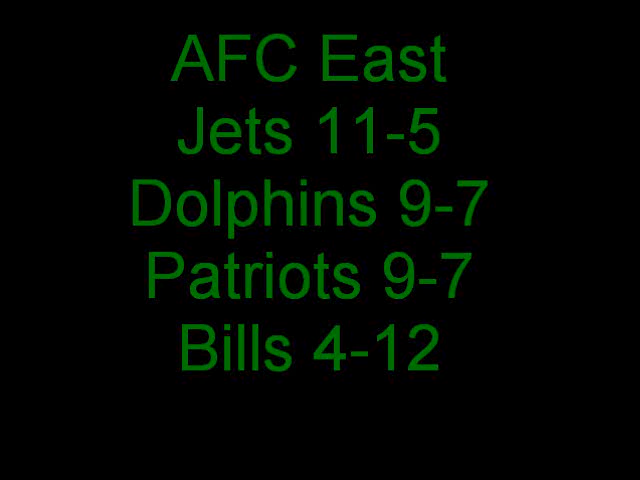 AFC East
Jets 11-5
Dolphins 9-7
Patriots 9-7
Bills 4-12